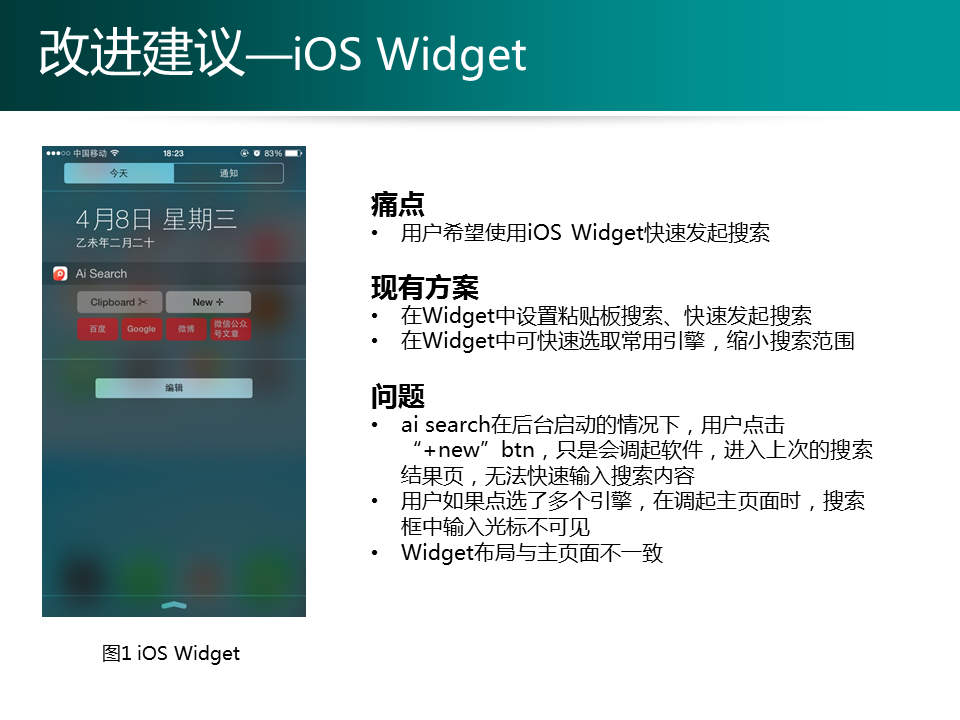 改进建议—iOS Widget
中国移动 18:23 83%
今天 通知
4月8日 星期三
乙未年二月二十
Ai Search
Clipboard ✂ New +
百度 Google 微博 微信公众
号文章
编辑
图1 iOS Widget
痛点
• 用户希望使用iOS Widget快速发起搜索
现有方案
• 在Widget中设置粘贴板搜索、快速发起搜索
• 在Widget中可快速选取常用引擎，缩小搜索范围
问题
• ai search在后台启动的情况下，用户点击
“+new”btn，只是会调起软件，进入上次的搜索
结果页，无法快速输入搜索内容
• 用户如果点选了多个引擎，在调起主页面时，搜索
框中输入光标不可见
• Widget布局与主页面不一致